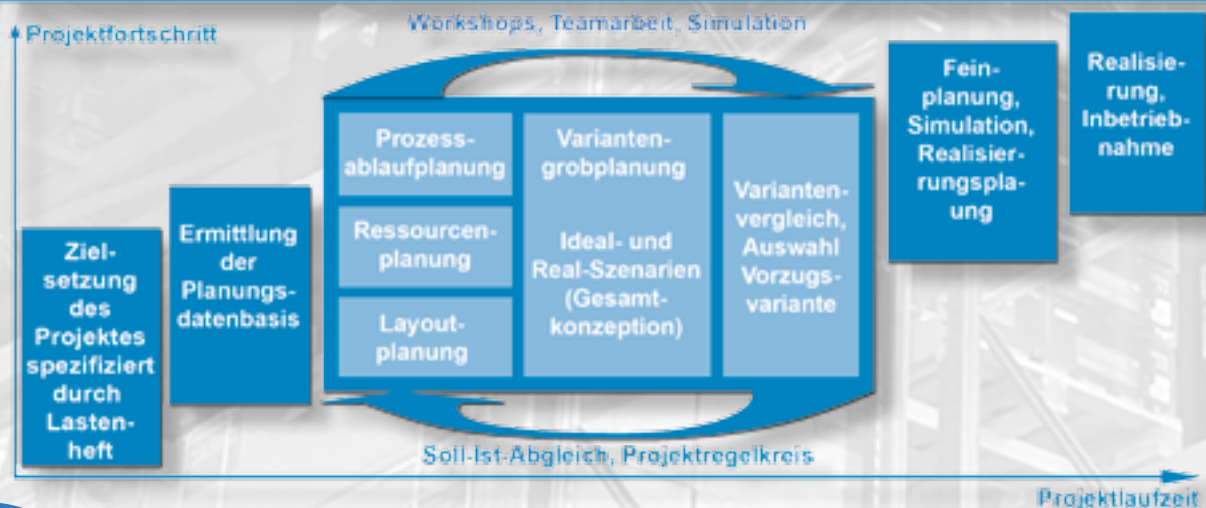 Projektfortschritt
Workshops, Teamarbeit, Simulation
Ziel-
setzung
des
Projektes
spezifiziert
durch
Lasten-
heft
Ermittlung
der
Planungs-
datenbasis
Prozess-
ablaufplanung
Ressourcen-
planung
Layout-
planung
Varianten-
grobplanung
Ideal- und
Real-Szenarien
(Gesamt-
konzeption)
Varianten-
vergleich,
Auswahl
Vorzugs-
variante
Fein-
planung,
Simulation,
Realisier-
rungspla-
ung
Realisie-
rung,
Inbetrieb-
nahme
Soll-Ist-Abgleich, Projektregelkreis
Projektlaufzeit